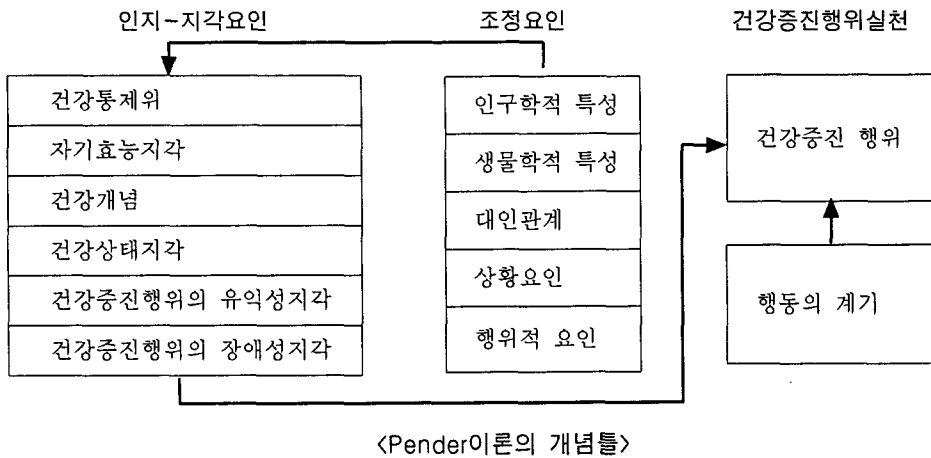 인지-지각요인
조정요인
건강증진행위실천
건강통제위
자기효능지각
건강개념
건강상태지각
건강증진행위의 유익성지각
건강증진행위의 장애성지각
인구학적 특성
생물학적 특성
대인관계
상황요인
행위적 요인
건강증진 행위
행동의 계기
<Pender이론의 개념틀>